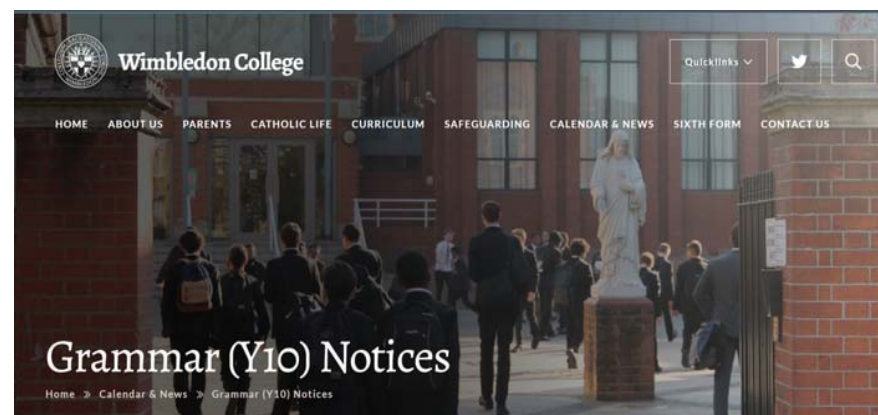 Wimbledon College
Quicklinks
HOME ABOUT US PARENTS CATHOLIC LIFE CURRICULUM SAFEGUARDING CALENDAR & NEWS SIXTH FORM CONTACT US
Grammar (Y10) Notices
Home » Calendar & News » Grammar (Y10) Notices